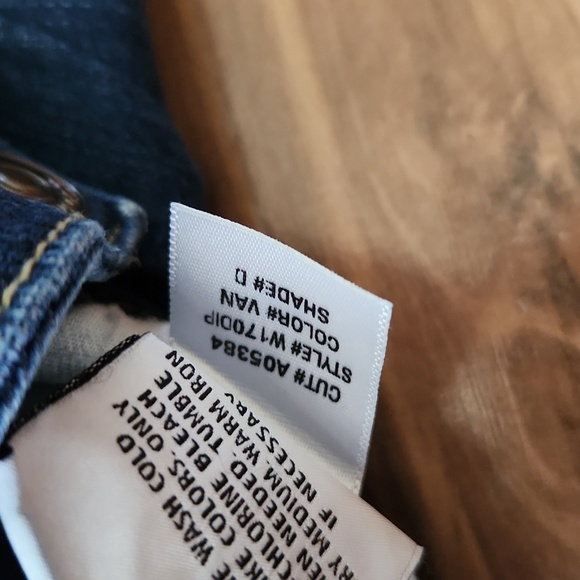 CUT# A05384
STYLE# W170DIP
COLOR# VAN
SHADE# D
WASH COLD
COLORS. ONLY
CHLORINE BLEACH
NEEDED. TUMBLE
MEDIUM. WARM IRON
IF NECESSARY